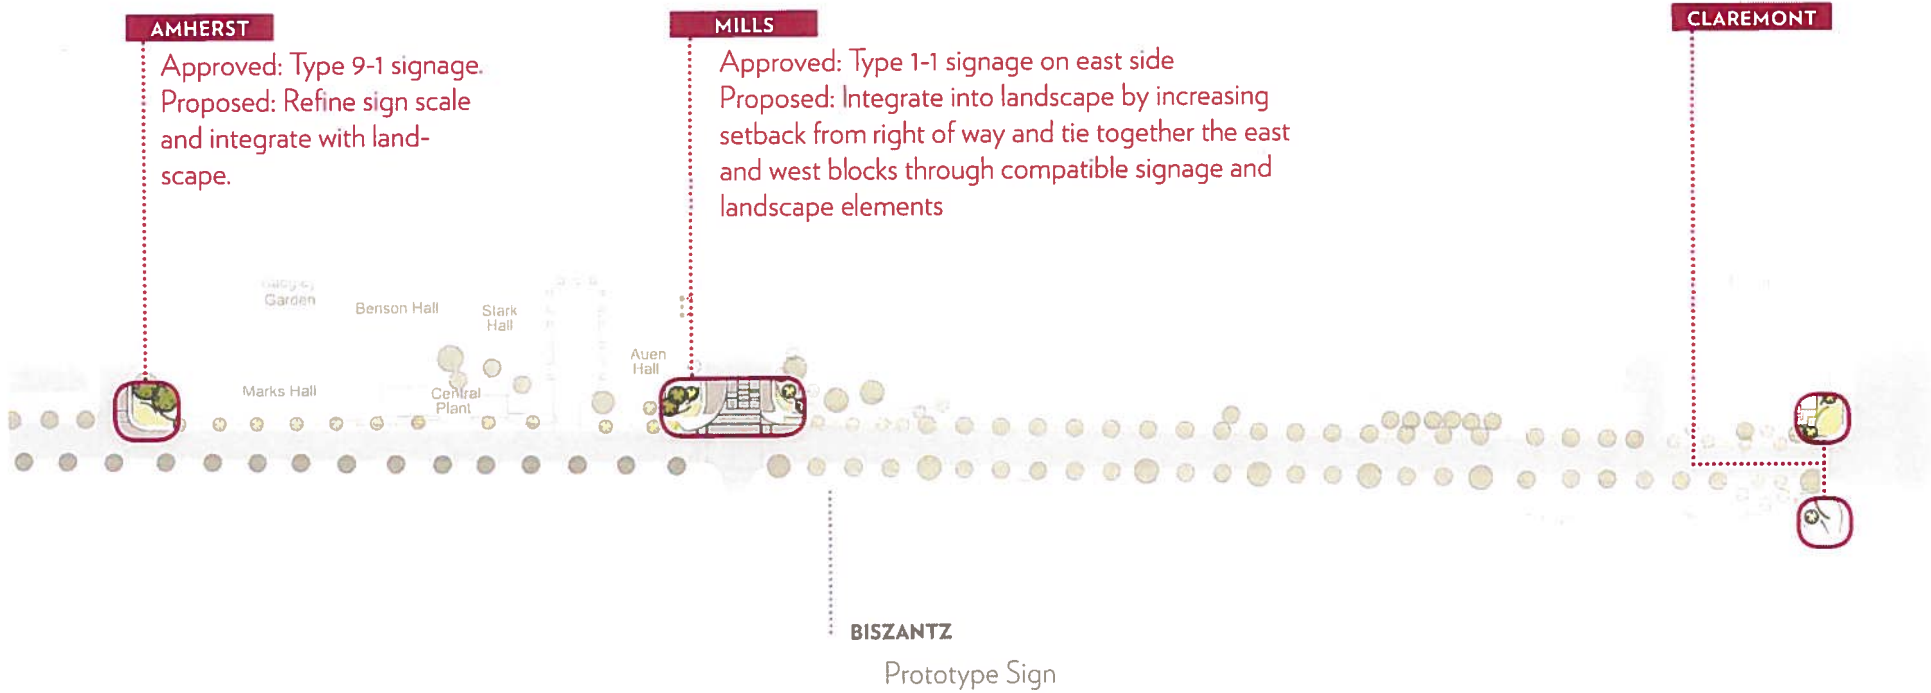 AMHERST
Approved: Type 9-1 signage.
Proposed: Refine sign scale
and integrate with land-
scape.
MILLS
Approved: Type 1-1 signage on east side
Proposed: Integrate into landscape by increasing
setback from right of way and tie together the east
and west blocks through compatible signage and
landscape elements
CLAREMONT
Garden
Benson Hall
Stark
Hall
Auen
Hall
Marks Hall
Central
Plant
BISZANTZ
Prototype Sign